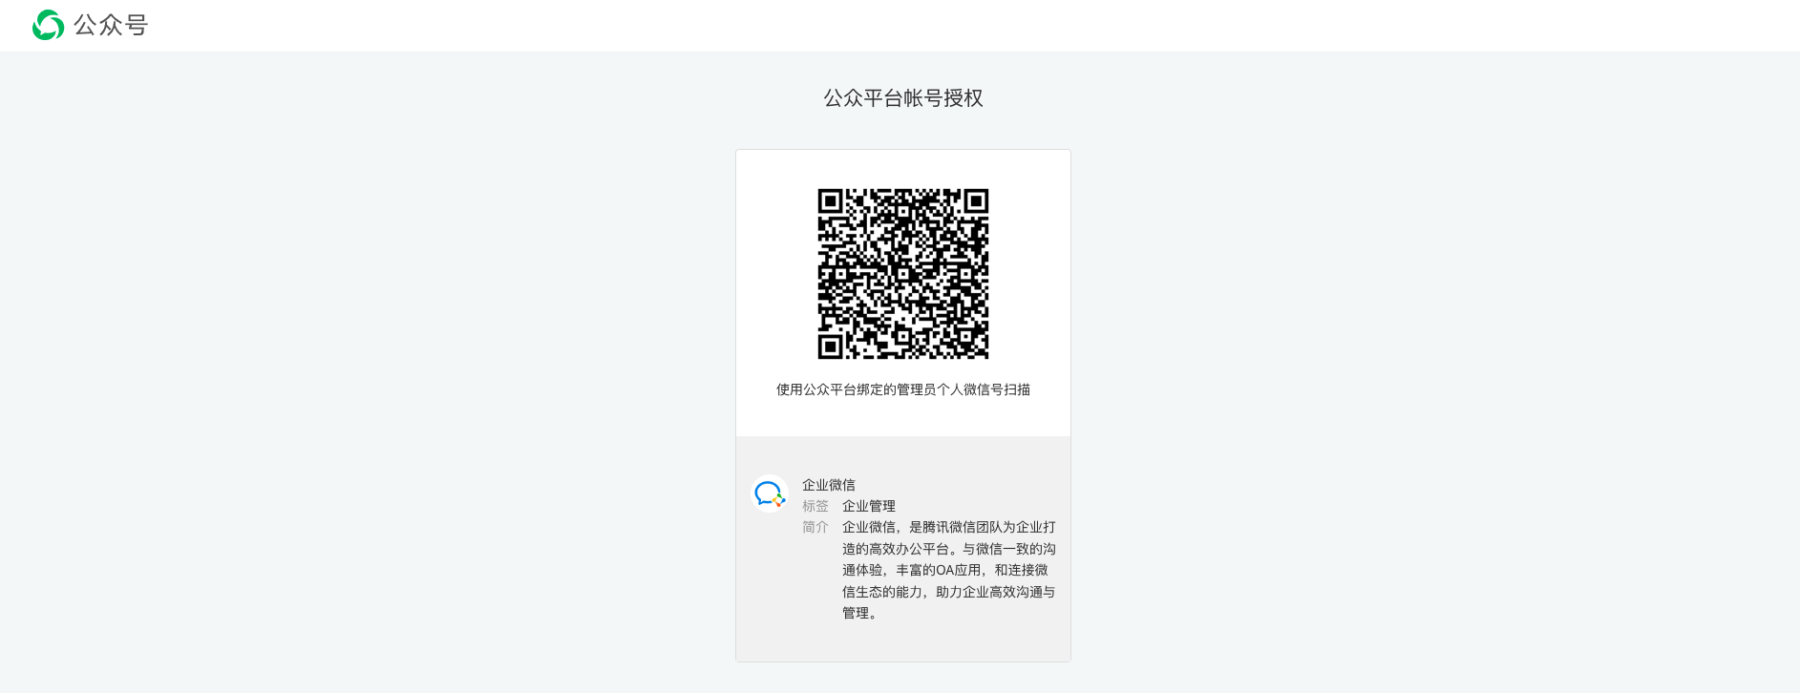 公众号
公众平台帐号授权
使用公众平台绑定的管理员个人微信号扫描
企业微信
标签 企业管理
简介 企业微信，是腾讯微信团队为企业打
造的高效办公平台。与微信一致的沟
通体验，丰富的OA应用，和连接微
信生态的能力，助力企业高效沟通与
管理。